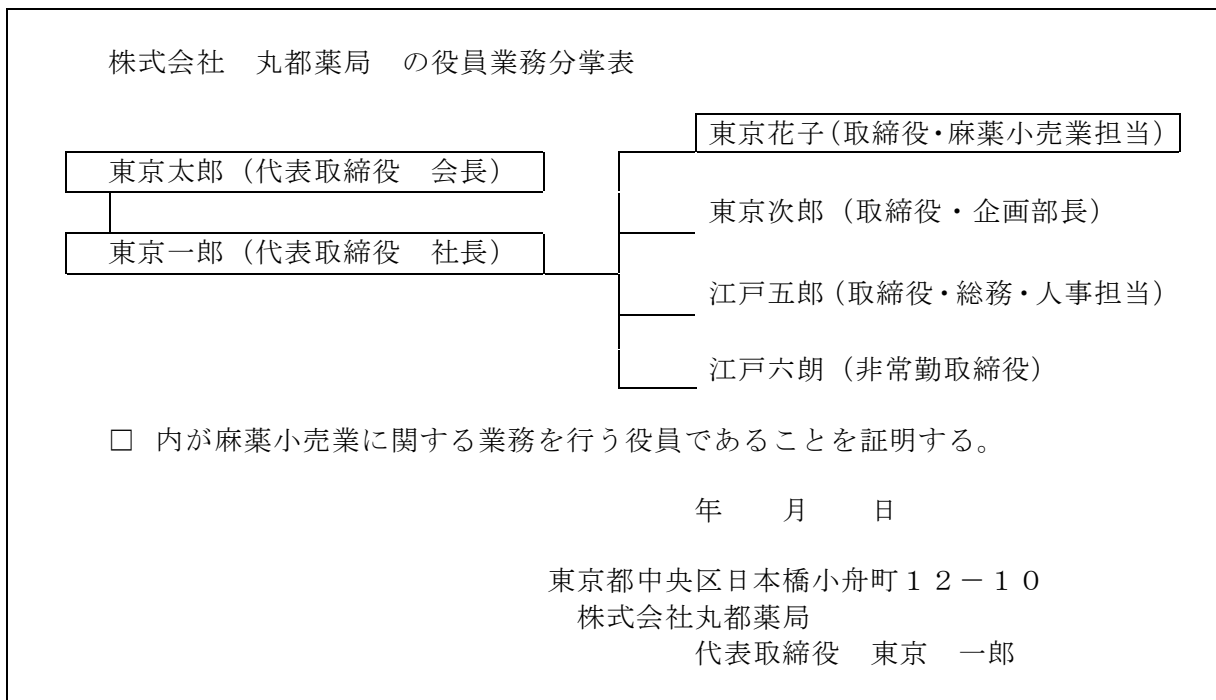 株式会社　丸都薬局　の役員業務分掌表
東京花子（取締役・麻薬小売業担当）
東京太郎（代表取締役　会長）
東京次郎（取締役・企画部長）
東京一郎（代表取締役　社長）
江戸五郎（取締役・総務・人事担当）
江戸六朗（非常勤取締役）
□　内が麻薬小売業に関する業務を行う役員であることを証明する。
年　　月　　日
東京都中央区日本橋小舟町１２－１０
株式会社丸都薬局
代表取締役　東京　一郎